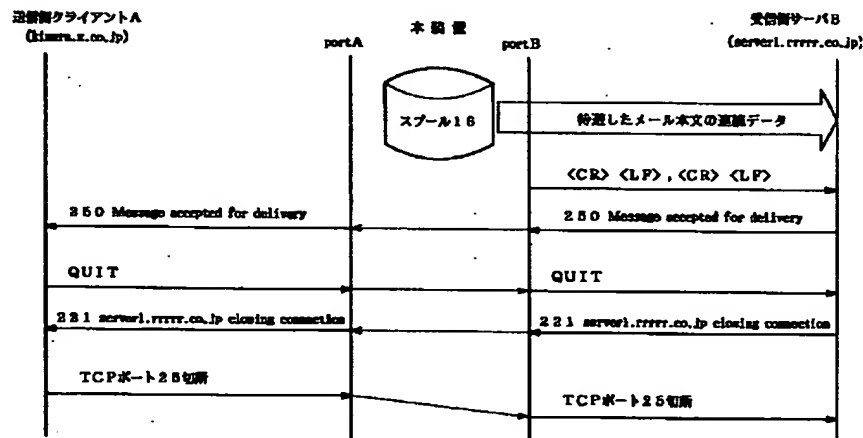 送信側クライアントA
(kimura.x.co.jp)
portA
本装置
portB
受信側サーバB
(server1.rrrrr.co.jp)
スプール16
待避したメール本文の連続データ
<CR> <LF>, <CR> <LF>
250 Message accepted for delivery
250 Message accepted for delivery
QUIT
QUIT
221 server1.rrrrr.co.jp closing connection
221 server1.rrrrr.co.jp closing connection
TCPポート25切断
TCPポート25切断